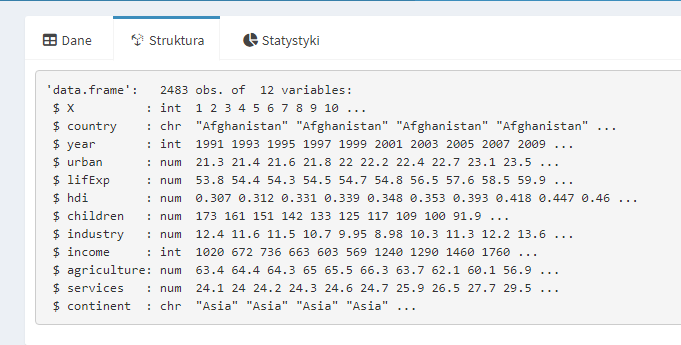 Dane Struktura Statystyki
'data.frame':   2483 obs. of  12 variables:
 $ X          : int  1 2 3 4 5 6 7 8 9 10 ...
 $ country    : chr  "Afghanistan" "Afghanistan" "Afghanistan" "Afghanistan" ...
 $ year       : int  1991 1993 1995 1997 1999 2001 2003 2005 2007 2009 ...
 $ urban      : num  21.3 21.4 21.6 21.8 22 22.2 22.4 22.7 23.1 23.5 ...
 $ lifExp     : num  53.8 54.4 54.3 54.5 54.7 54.8 56.5 57.6 58.5 59.9 ...
 $ hdi        : num  0.307 0.312 0.331 0.339 0.348 0.353 0.393 0.418 0.447 0.46 ...
 $ children   : num  173 161 151 142 133 125 117 109 100 91.9 ...
 $ industry   : num  12.4 11.6 11.5 10.7 9.95 8.98 10.3 11.3 12.2 13.6 ...
 $ income     : int  1020 672 736 663 603 569 1240 1290 1460 1760 ...
 $ agriculture: num  63.4 64.4 64.3 65 65.5 66.3 63.7 62.1 60.1 56.9 ...
 $ services   : num  24.1 24 24.2 24.3 24.6 24.7 25.9 26.5 27.7 29.5 ...
 $ continent  : chr  "Asia" "Asia" "Asia" "Asia" ...